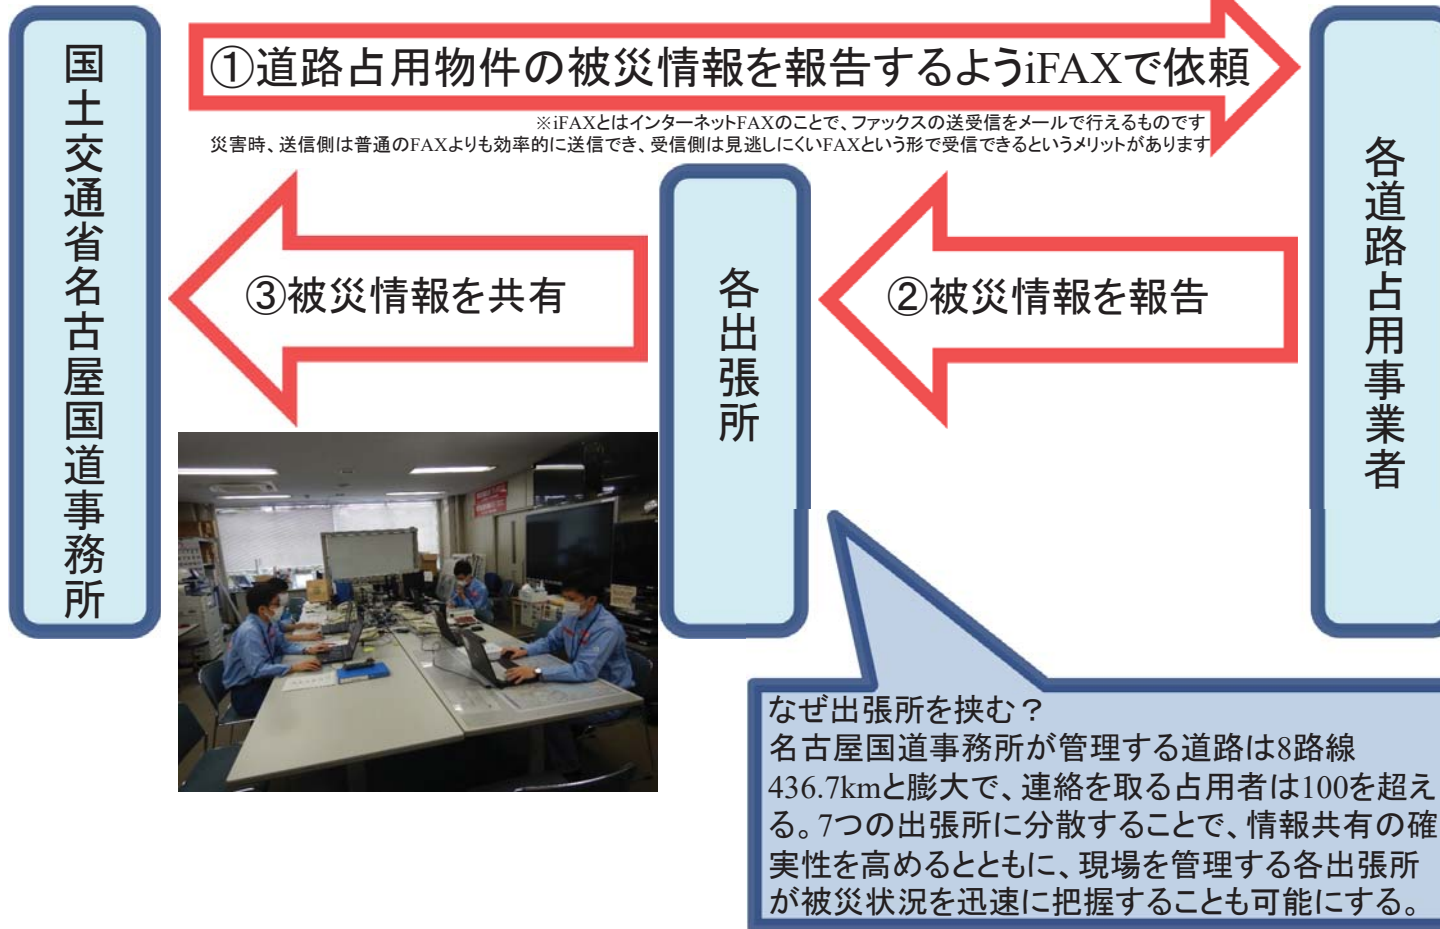 国土交通省名古屋国道事務所
①道路占用物件の被災情報を報告するようiFAXで依頼
※iFAXとはインターネットFAXのことで、ファックスの送受信をメールで行えるものです
災害時、送信側は普通のFAXよりも効率的に送信でき、受信側は見逃しにくいFAXという形で受信できるというメリットがあります
各道路占用事業者
②被災情報を報告
各出張所
③被災情報を共有
なぜ出張所を挟む？
名古屋国道事務所が管理する道路は8路線
436.7kmと膨大で、連絡を取る占用者は100を超え
る。7つの出張所に分散することで、情報共有の確
実性を高めるとともに、現場を管理する各出張所
が被災状況を迅速に把握することも可能にする。